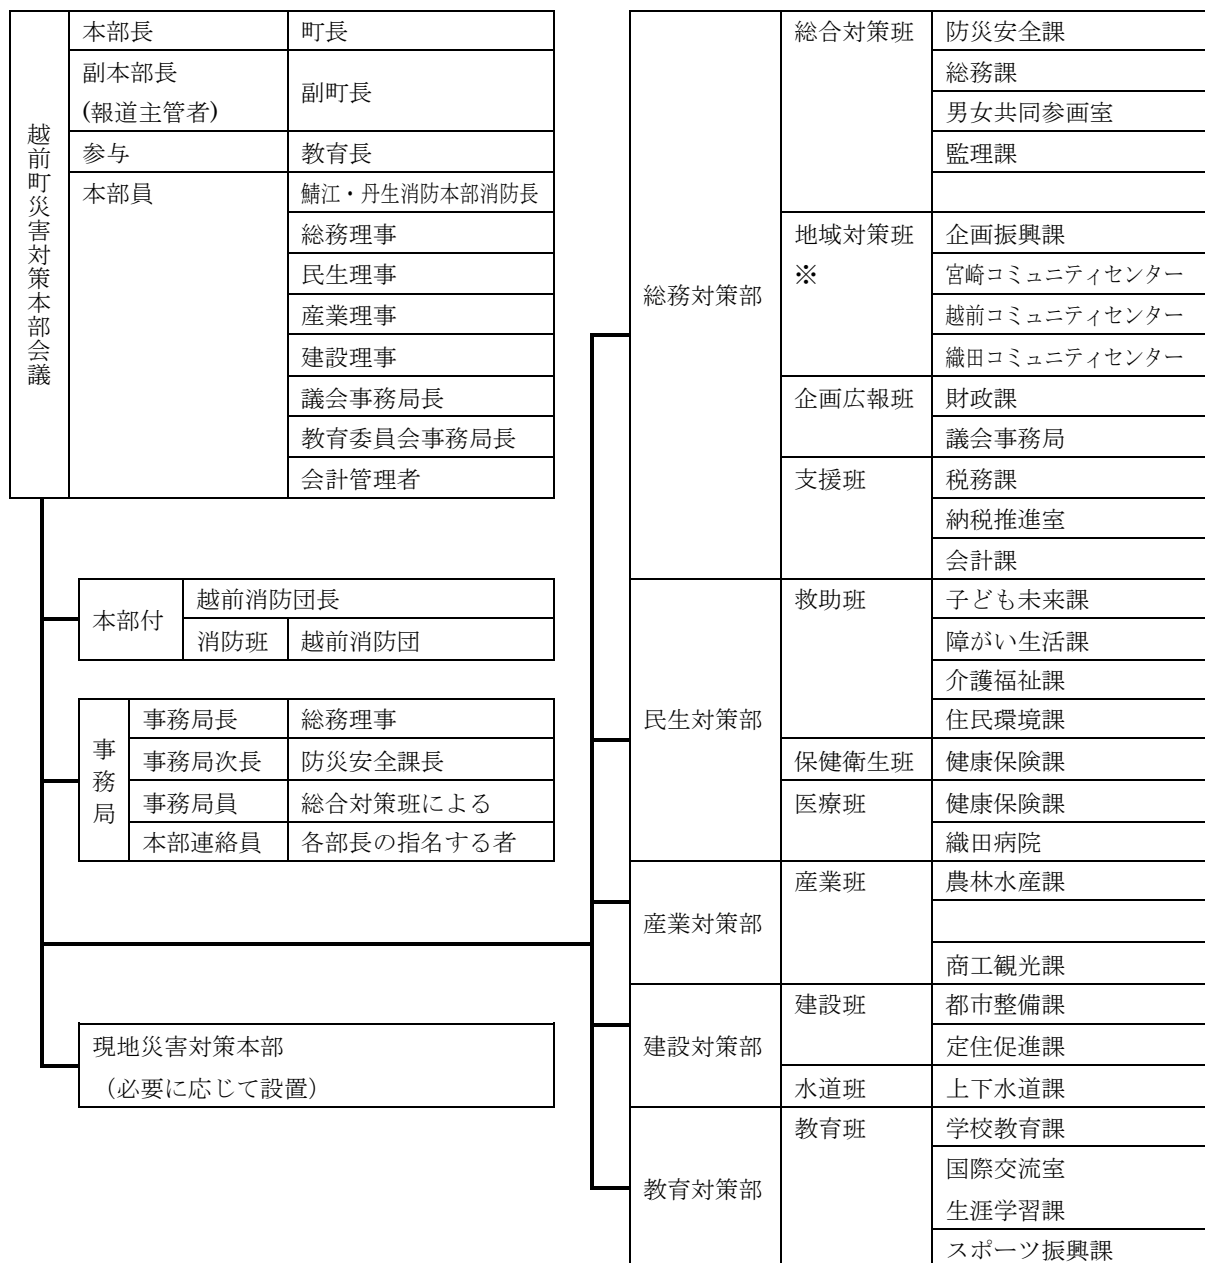 越前町災害対策本部会議
本部長
町長
副本部長
(報道主管者)
副町長
参与
教育長
本部員
鯖江・丹生消防本部消防長
総務理事
民生理事
産業理事
建設理事
議会事務局長
教育委員会事務局長
会計管理者
本部付
越前消防団長
消防班
越前消防団
事務局
事務局長
総務理事
事務局次長
防災安全課長
事務局員
総合対策班による
本部連絡員
各部長の指名する者
現地災害対策本部
（必要に応じて設置）
総務対策部
総合対策班
防災安全課
総務課
男女共同参画室
監理課
地域対策班
※
企画振興課
宮崎コミュニティセンター
越前コミュニティセンター
織田コミュニティセンター
企画広報班
財政課
議会事務局
支援班
税務課
納税推進室
会計課
民生対策部
救助班
子ども未来課
障がい生活課
介護福祉課
住民環境課
保健衛生班
健康保険課
医療班
健康保険課
織田病院
産業対策部
産業班
農林水産課
商工観光課
建設対策部
建設班
都市整備課
定住促進課
水道班
上下水道課
教育対策部
教育班
学校教育課
国際交流室
生涯学習課
スポーツ振興課